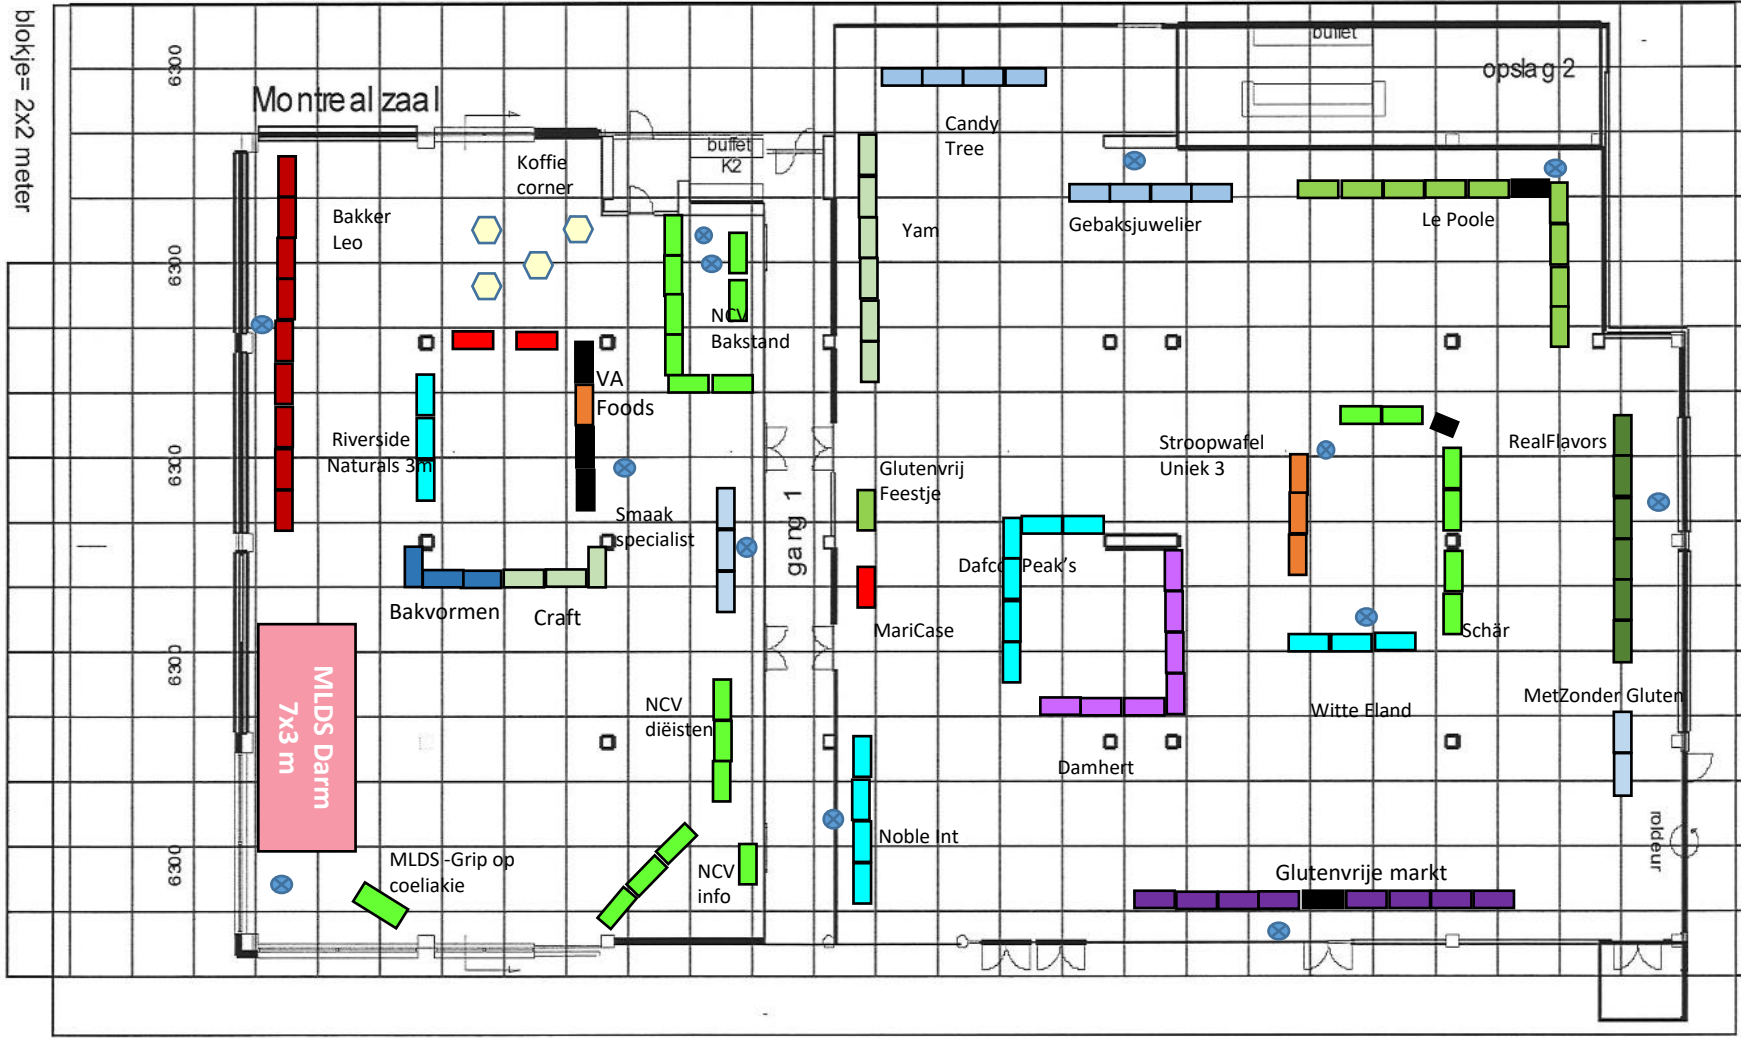 blokje= 2x2 meter
6300
6300
6300
6300
6300
Montrealzaal
buffet
K2
Koffie
corner
Bakker
Leo
NCV
Bakstand
VA
Foods
Riverside
Naturals 3m
Smaak
specialist
Bakvormen
Craft
MLDS Darm
7x3 m
NCV
diëisten
MLDS -Grip op
coeliakie
NCV
info
gang 1
buffet
opslag 2
Candy
Tree
Yam
Gebaksjuwelier
Le Poole
Glutenvrij
Feestje
MariCase
Stroopwafel
Uniek 3
RealFlavors
Dafco Peak's
Schär
Witte Eland
MetZonder Gluten
Damhert
Noble Int
Glutenvrije markt
roldeur